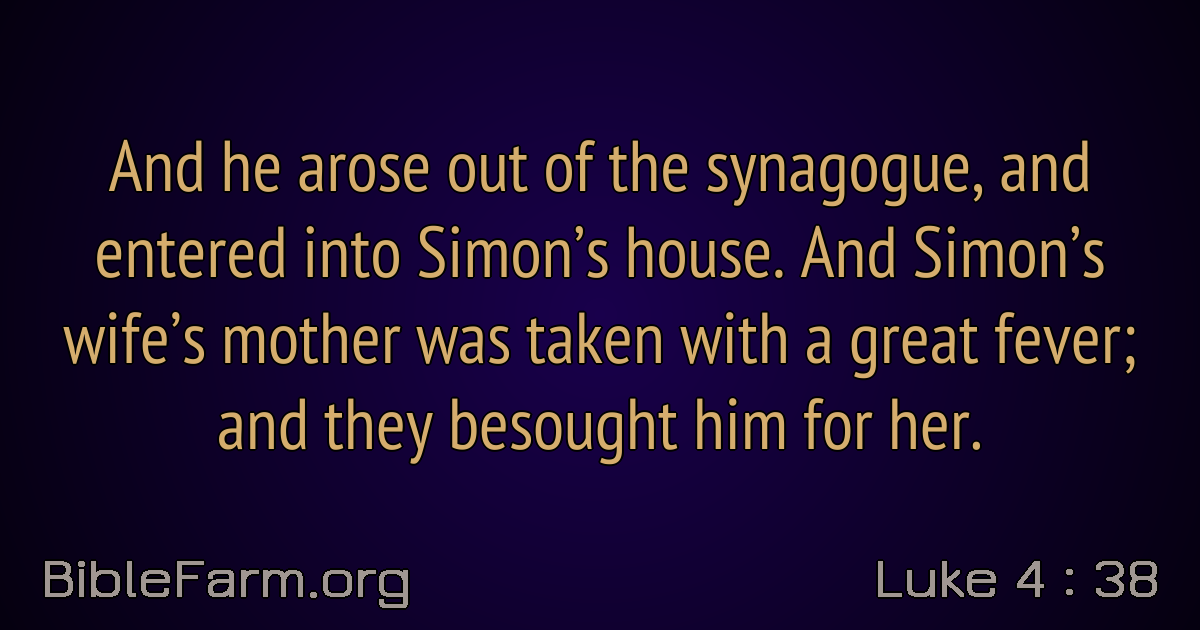 And he arose out of the synagogue, and
entered into Simon’s house. And Simon’s
wife’s mother was taken with a great fever;
and they besought him for her.
BibleFarm.org
Luke 4 : 38